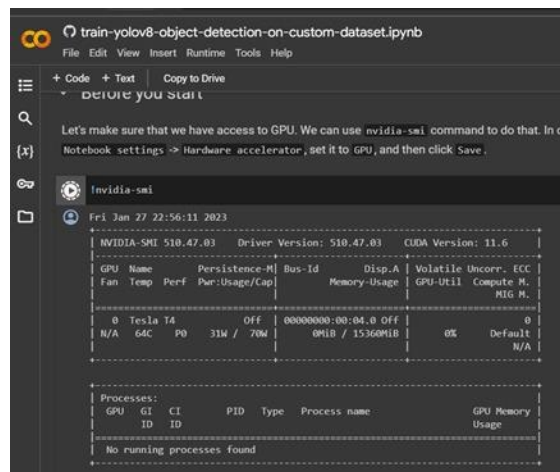 train-yolov8-object-detection-on-custom-dataset.ipynb
File Edit View Insert Runtime Tools Help
+ Code + Text Copy to Drive
Before you start
Let's make sure that we have access to GPU. We can use nvidia-smi command to do that. In
Notebook settings -> Hardware accelerator, set it to GPU, and then click Save.
{x}
!nvidia-smi
Fri Jan 27 22:56:11 2023
NVIDIA-SMI 510.47.03 Driver Version: 510.47.03 CUDA Version: 11.6
GPU Name Persistence-M| Bus-Id Disp.A | Volatile Uncorr. ECC
Fan Temp Perf Pwr:Usage/Cap| Memory-Usage | GPU-Util Compute M.
MIG M.
0 Tesla T4 Off | 00000000:00:04.0 Off | 0
N/A 64C P0 31W / 70W | 0MiB / 15360MiB | 0% Default
N/A
Processes:
GPU GI CI PID Type Process name GPU Memory
ID ID Usage
No running processes found